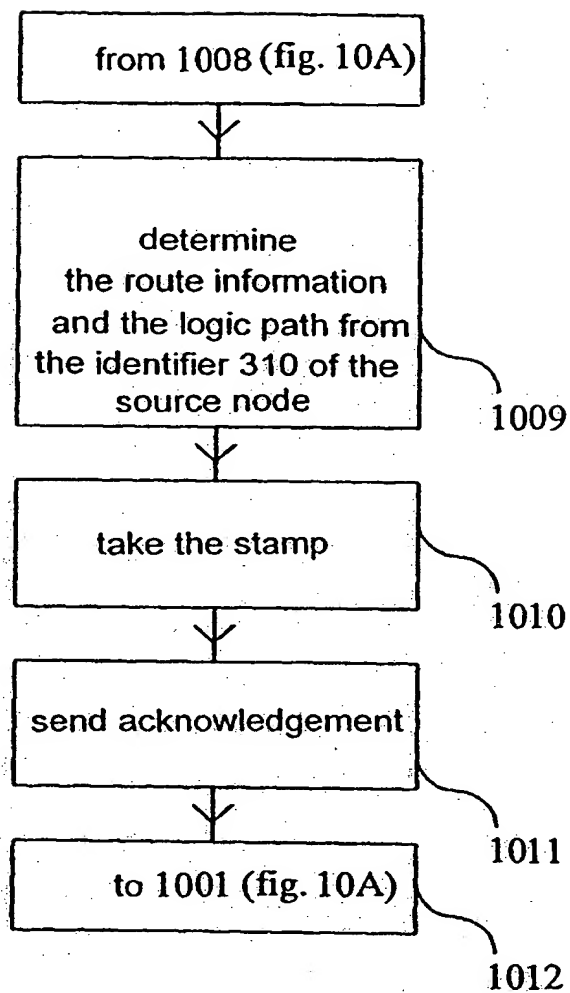 from 1008 (fig. 10A)
determine
the route information
and the logic path from
the identifier 310 of the
source node
1009
take the stamp
1010
send acknowledgement
1011
to 1001 (fig. 10A)
1012